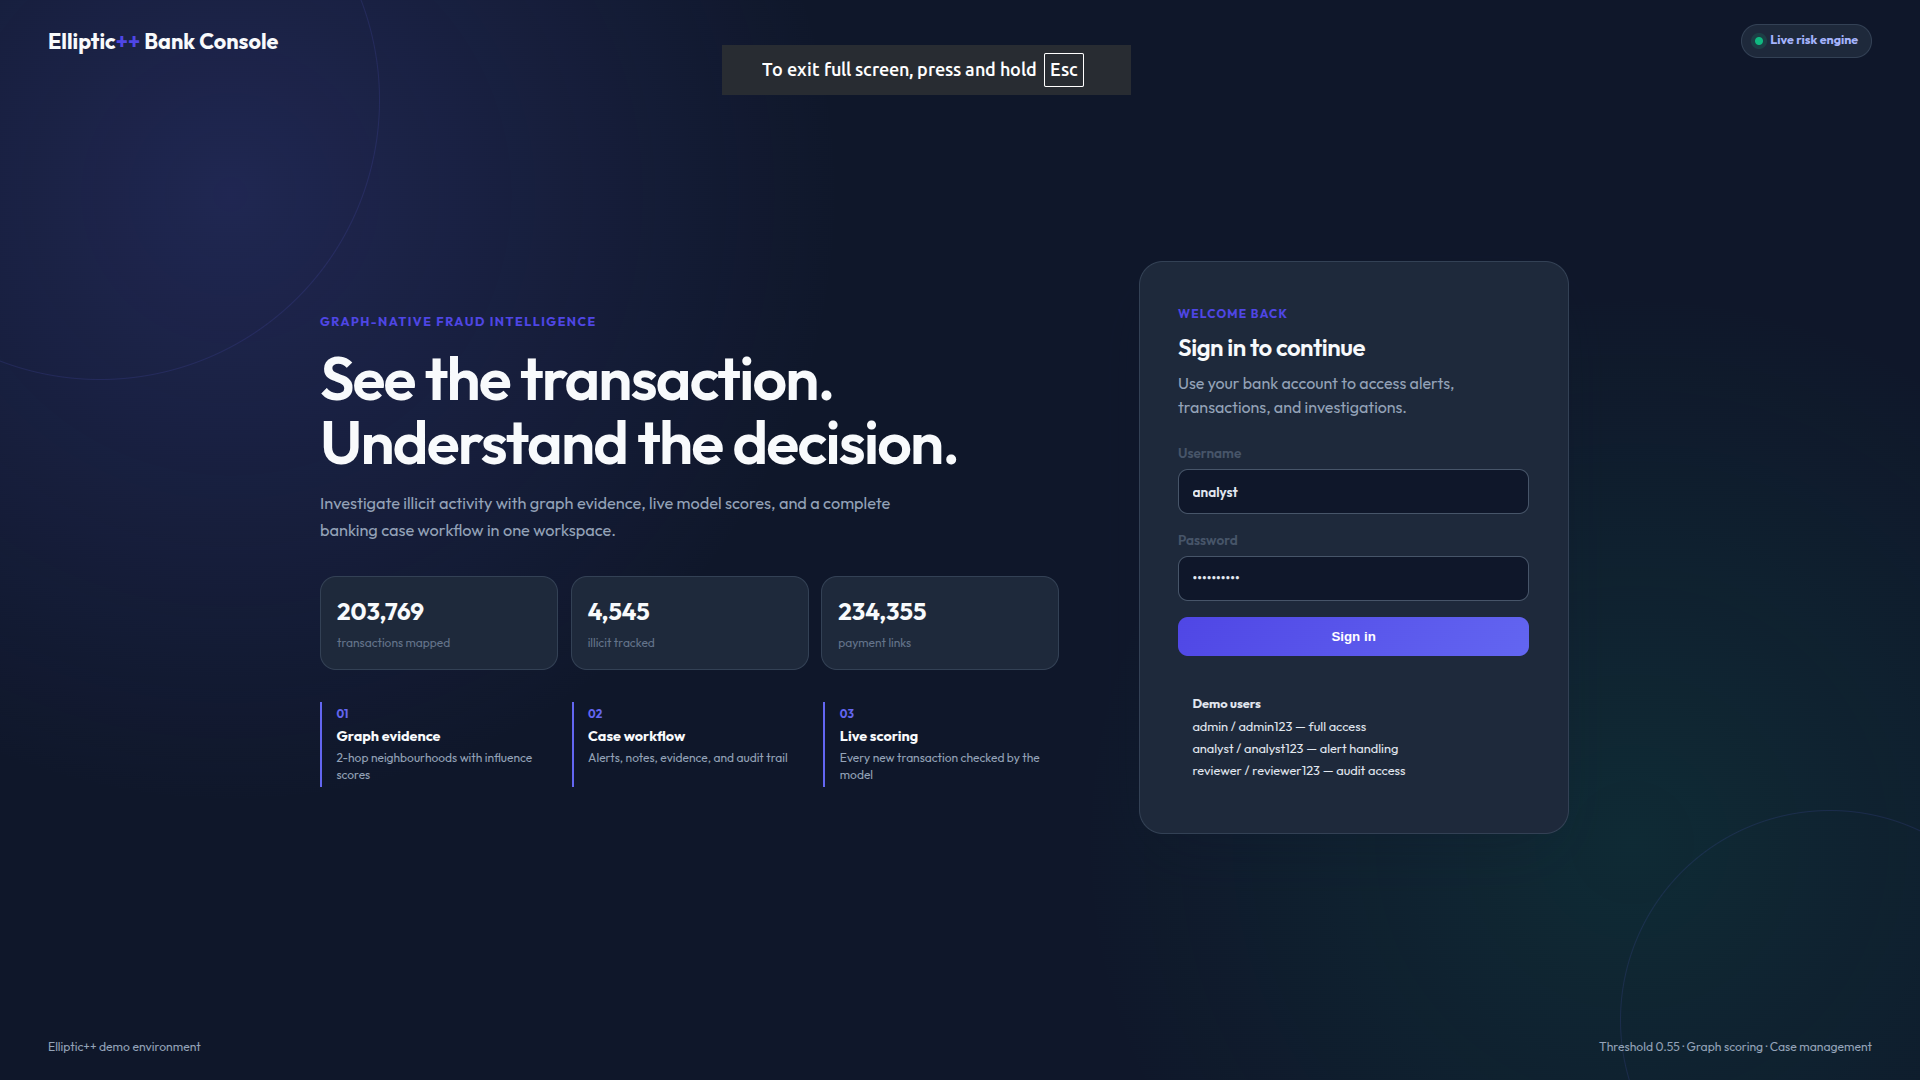 Elliptic++ Bank Console
Live risk engine
To exit full screen, press and hold Esc
GRAPH-NATIVE FRAUD INTELLIGENCE
See the transaction.
Understand the decision.
Investigate illicit activity with graph evidence, live model scores, and a complete
banking case workflow in one workspace.
203,769
transactions mapped
4,545
illicit tracked
234,355
payment links
01
Graph evidence
2-hop neighbourhoods with influence
scores
02
Case workflow
Alerts, notes, evidence, and audit trail
03
Live scoring
Every new transaction checked by the
model
WELCOME BACK
Sign in to continue
Use your bank account to access alerts,
transactions, and investigations.
Username
analyst
Password
••••••••••
Sign in
Demo users
admin / admin123 — full access
analyst / analyst123 — alert handling
reviewer / reviewer123 — audit access
Elliptic++ demo environment
Threshold 0.55 · Graph scoring · Case management